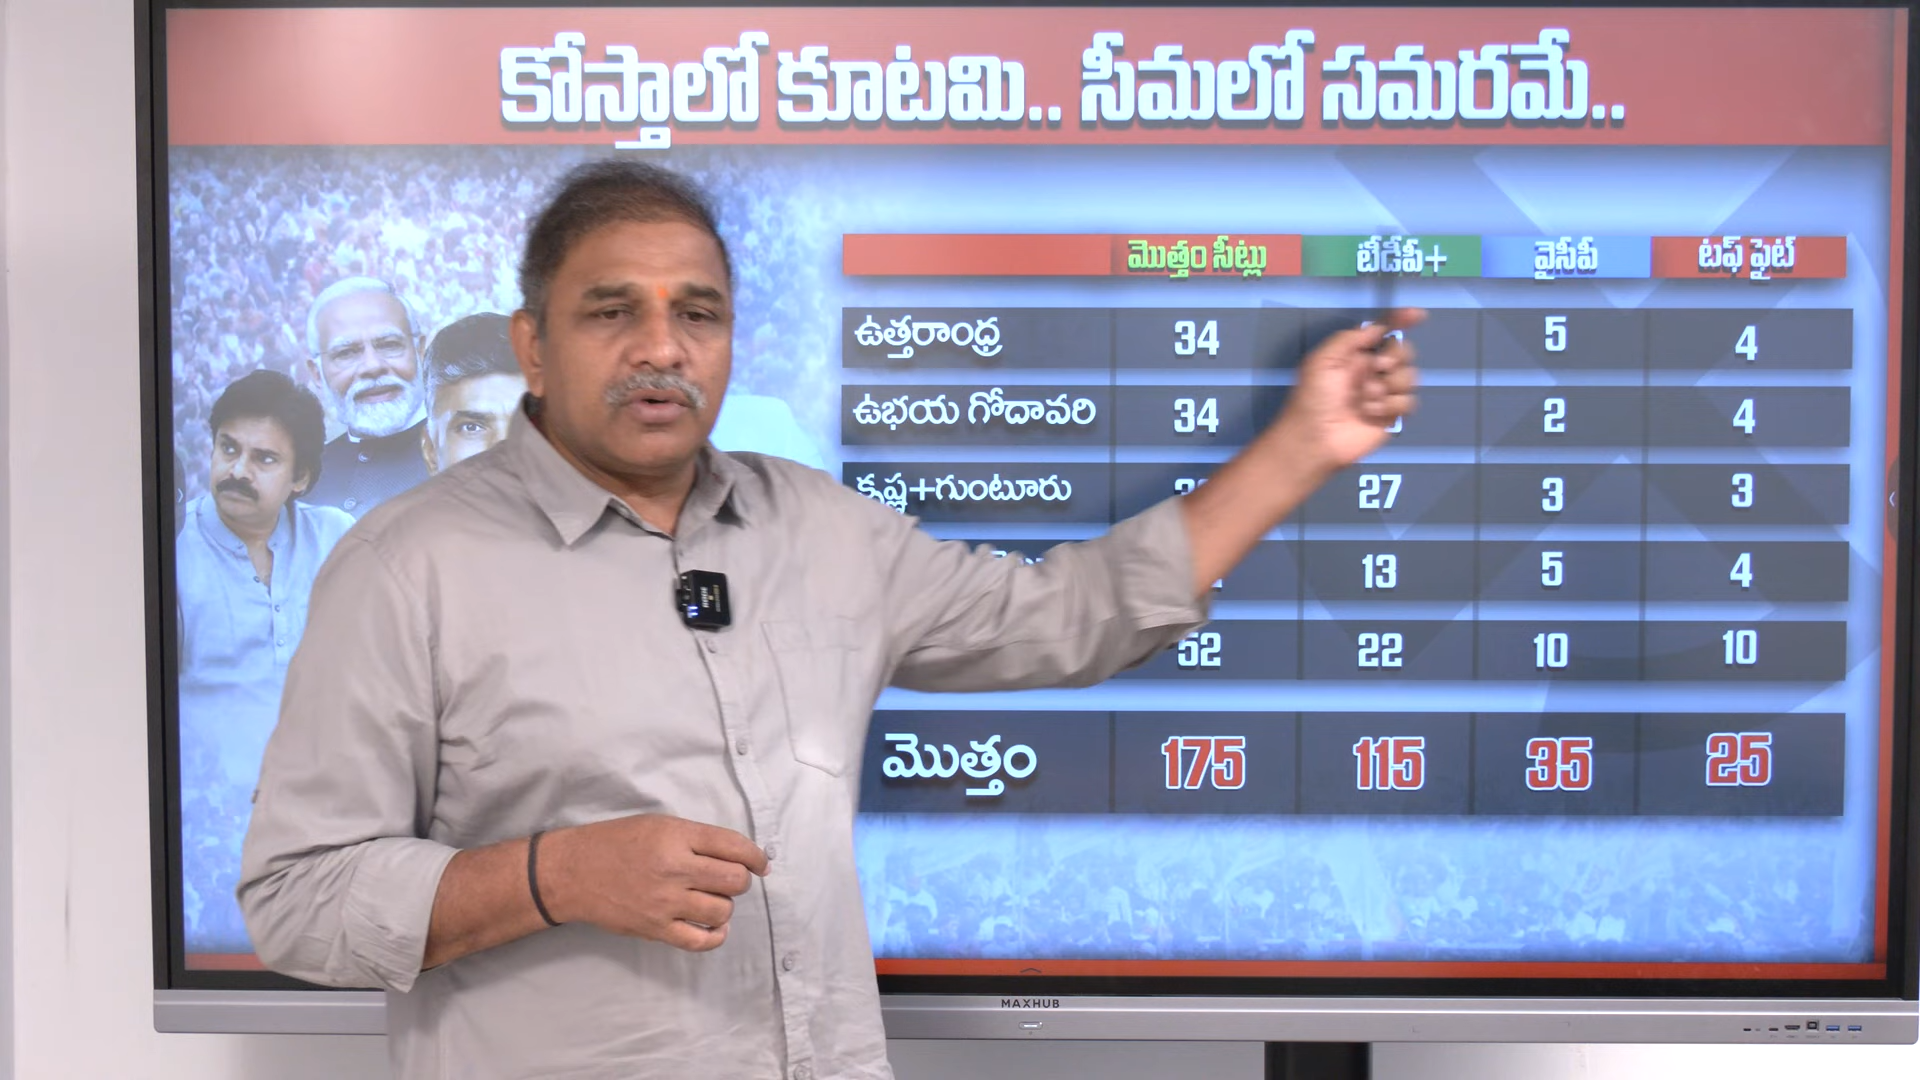 కోస్తాలో కూటమి.. సీమలో సమరమే..
మొత్తం సీట్లు టీడీపీ+ వైసీపీ టఫ్ ఫైట్
ఉత్తరాంధ్ర 34 5 4
ఉభయ గోదావరి 34 2 4
కృష్ణ+గుంటూరు 27 3 3
13 5 4
52 22 10 10
మొత్తం 175 115 35 25
MAXHUB